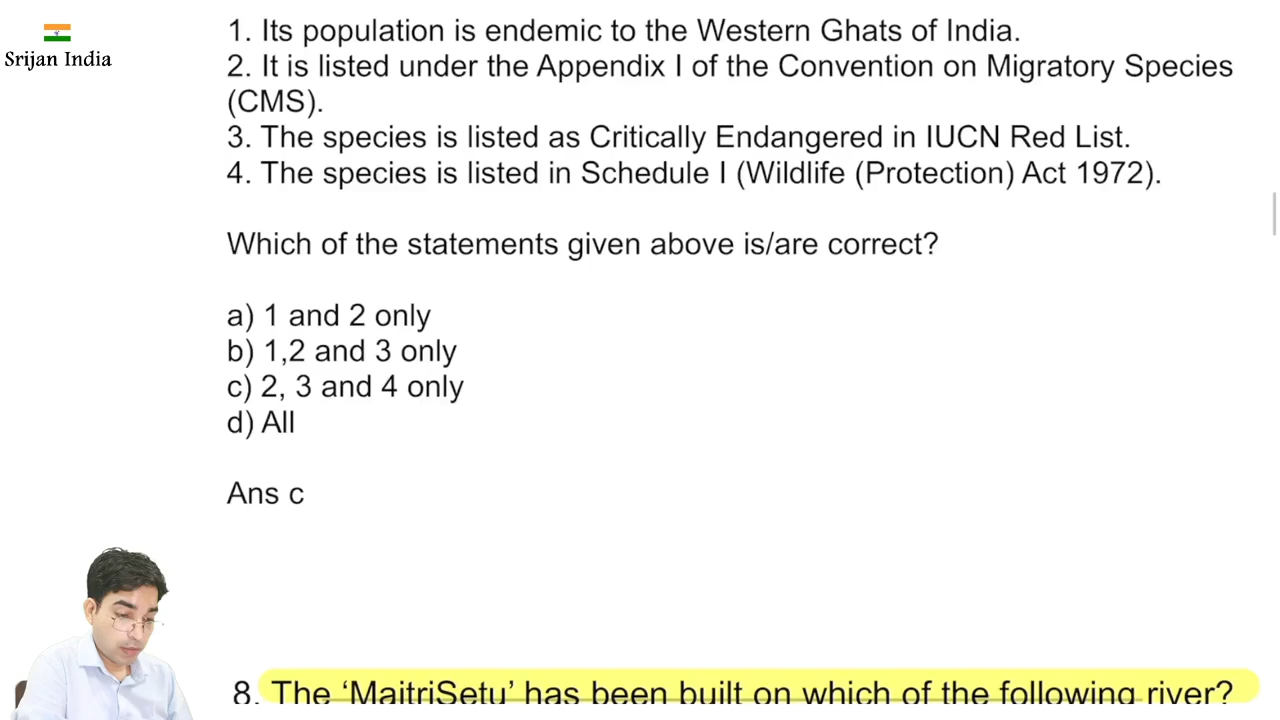 Srijan India
1. Its population is endemic to the Western Ghats of India.
2. It is listed under the Appendix I of the Convention on Migratory Species
(CMS).
3. The species is listed as Critically Endangered in IUCN Red List.
4. The species is listed in Schedule I (Wildlife (Protection) Act 1972).
Which of the statements given above is/are correct?
a) 1 and 2 only
b) 1,2 and 3 only
c) 2, 3 and 4 only
d) All
Ans c
8. The ‘MaitriSetu’ has been built on which of the following river?